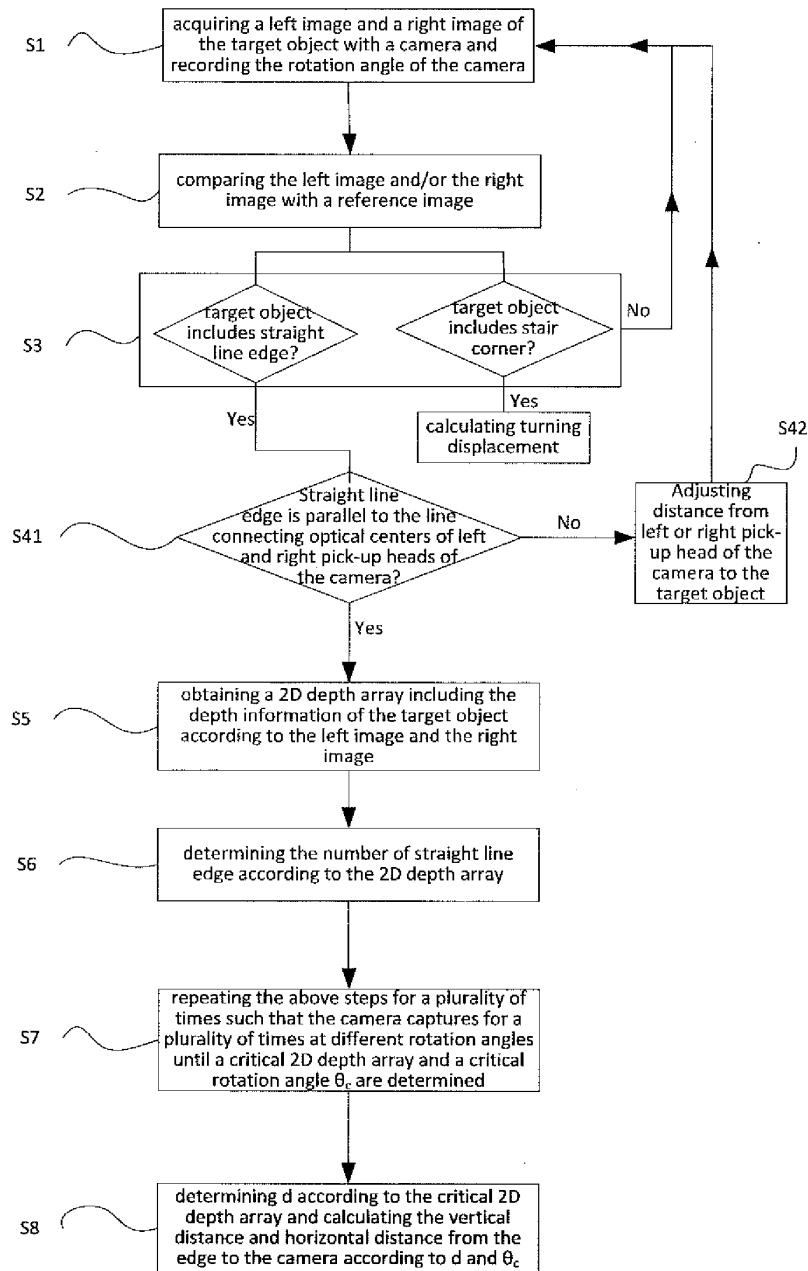 S1
acquiring a left image and a right image of
the target object with a camera and
recording the rotation angle of the camera
S2
comparing the left image and/or the right
image with a reference image
S3
target object
includes straight
line edge?
target object
includes stair
corner?
No
Yes
Yes
calculating turning
displacement
S42
Adjusting
distance from
left or right pick-
up head of the
camera to the
target object
S41
Straight line
edge is parallel to the line
connecting optical centers of left
and right pick-up heads of
the camera?
No
Yes
S5
obtaining a 2D depth array including the
depth information of the target object
according to the left image and the right
image
S6
determining the number of straight line
edge according to the 2D depth array
S7
repeating the above steps for a plurality of
times such that the camera captures for a
plurality of times at different rotation angles
until a critical 2D depth array and a critical
rotation angle θc are determined
S8
determining d according to the critical 2D
depth array and calculating the vertical
distance and horizontal distance from the
edge to the camera according to d and θc